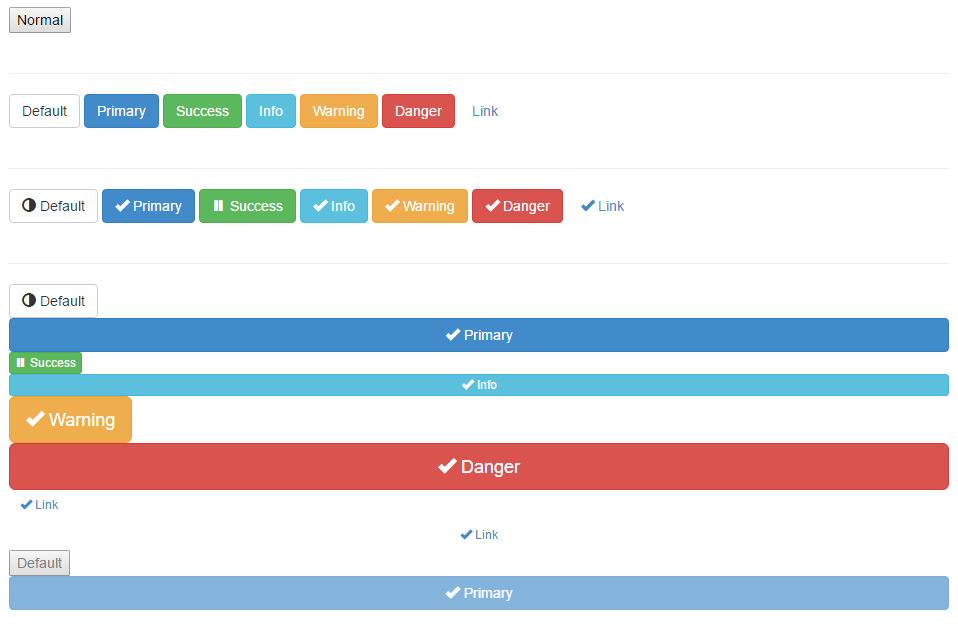 Normal
Default Primary Success Info Warning Danger Link
Default Primary Success Info Warning Danger Link
Default
Primary
Success
Info
Warning
Danger
Link
Link
Default
Primary